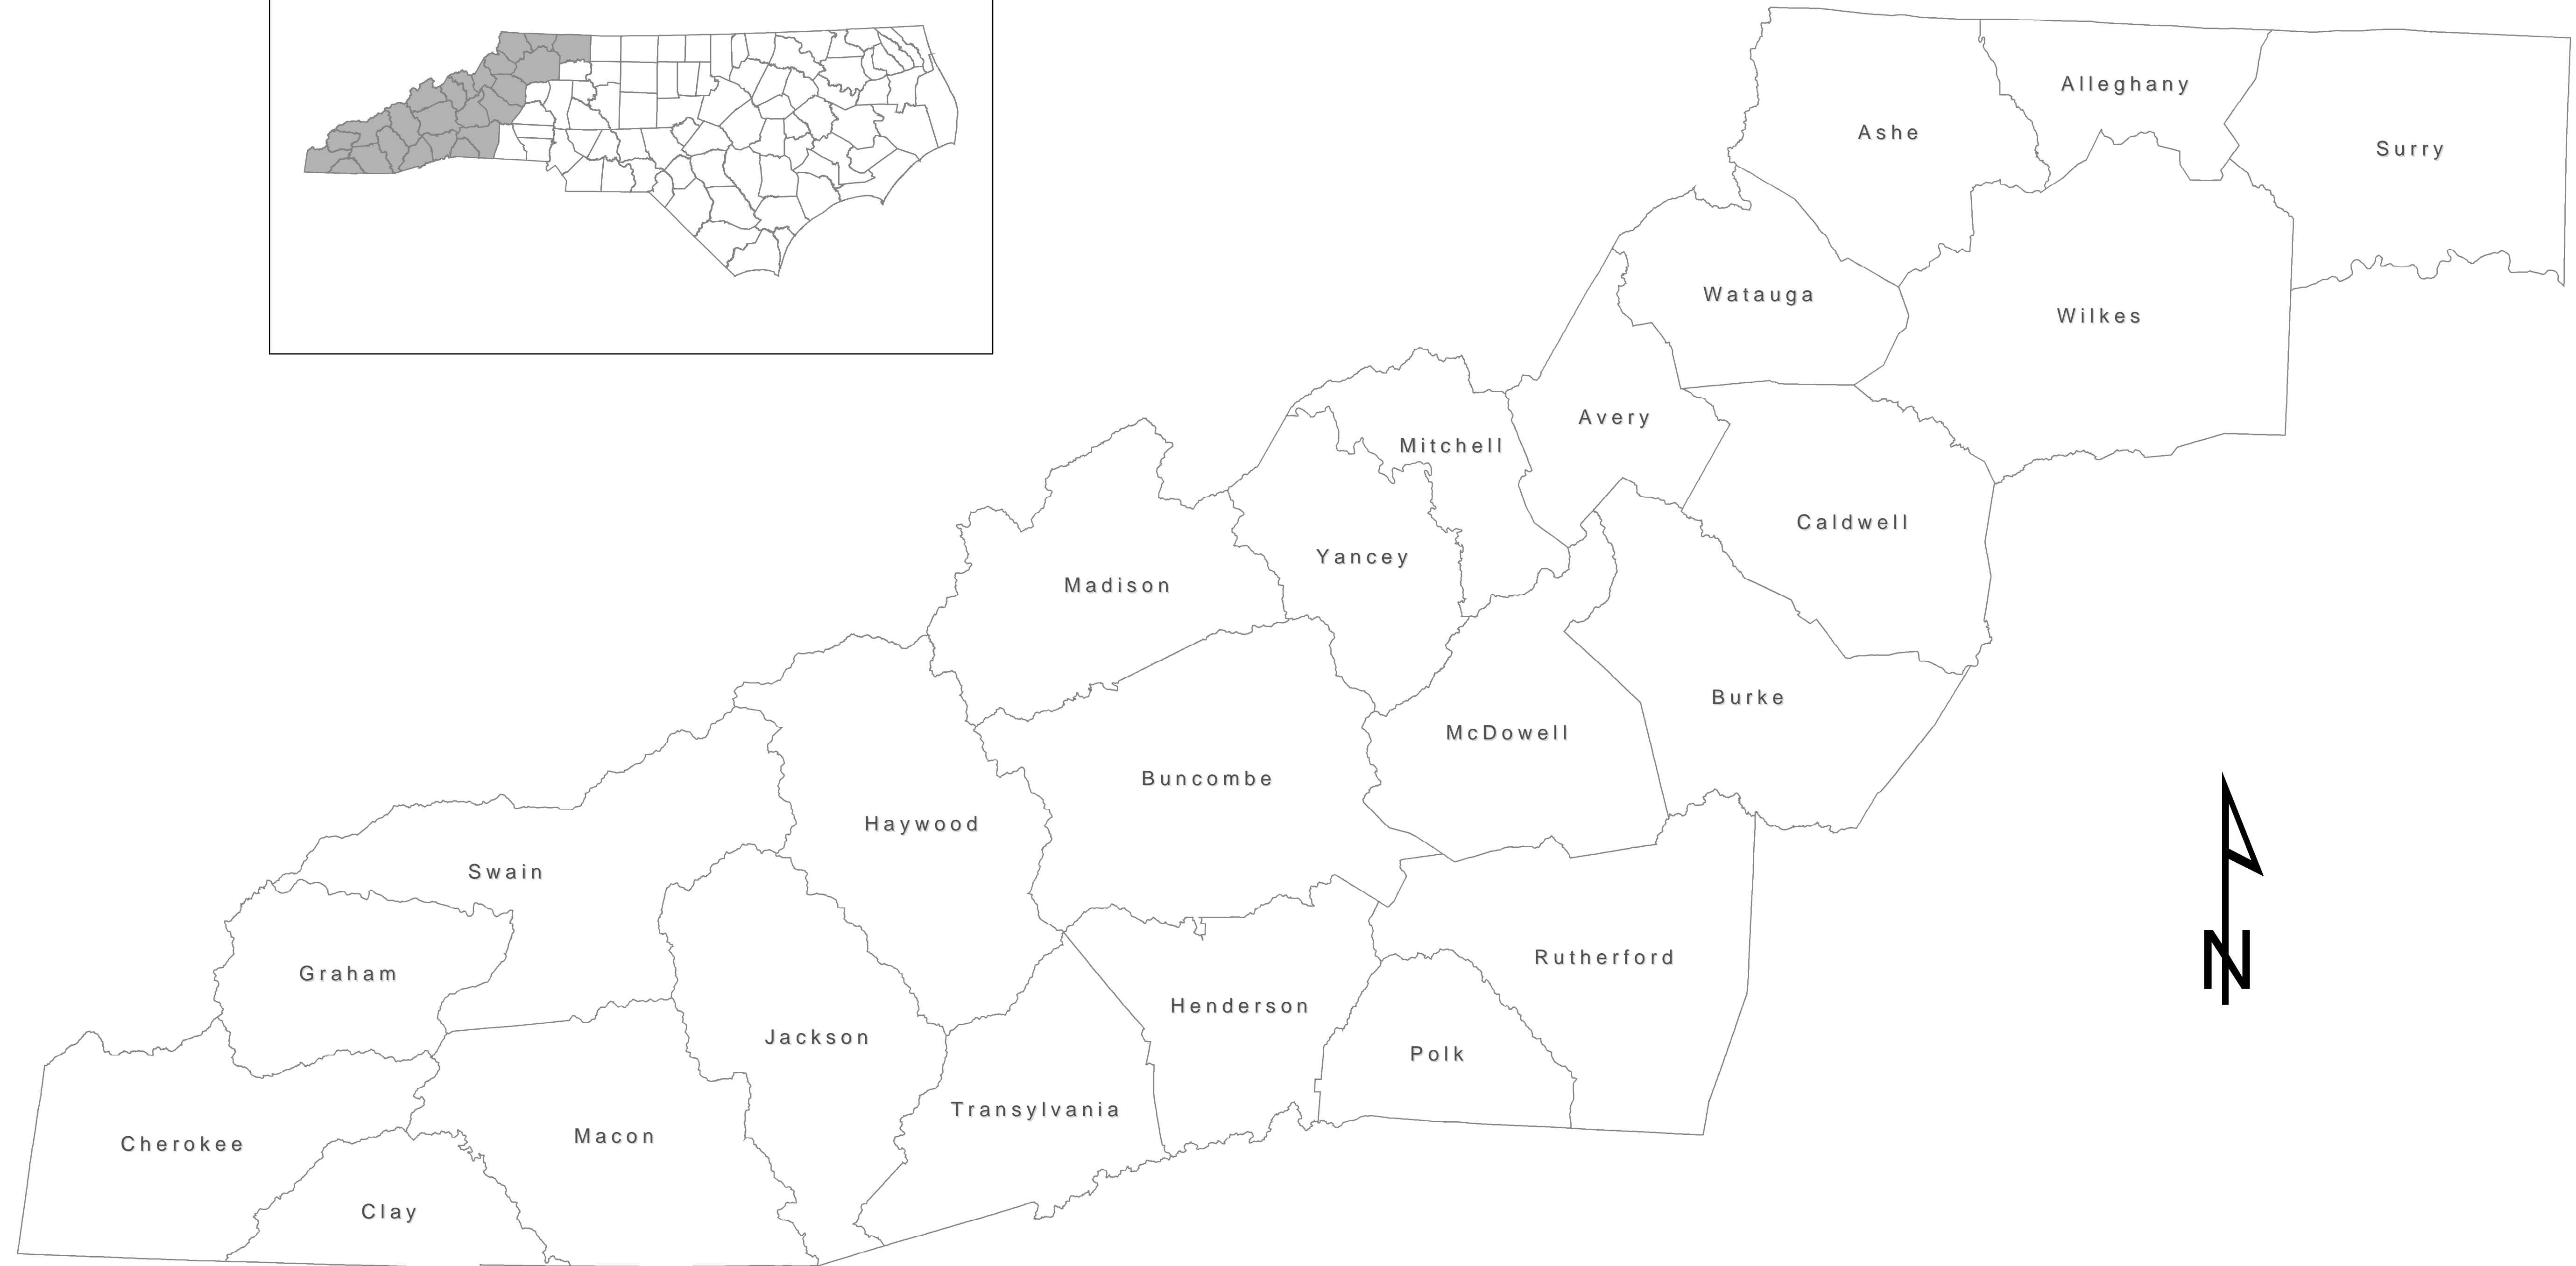 Alleghany
Ashe
Surry
Watauga
Wilkes
Avery
Mitchell
Caldwell
Yancey
Madison
Burke
McDowell
Buncombe
Haywood
Swain
Rutherford
Graham
Henderson
Jackson
Polk
Transylvania
Macon
Cherokee
Clay
N